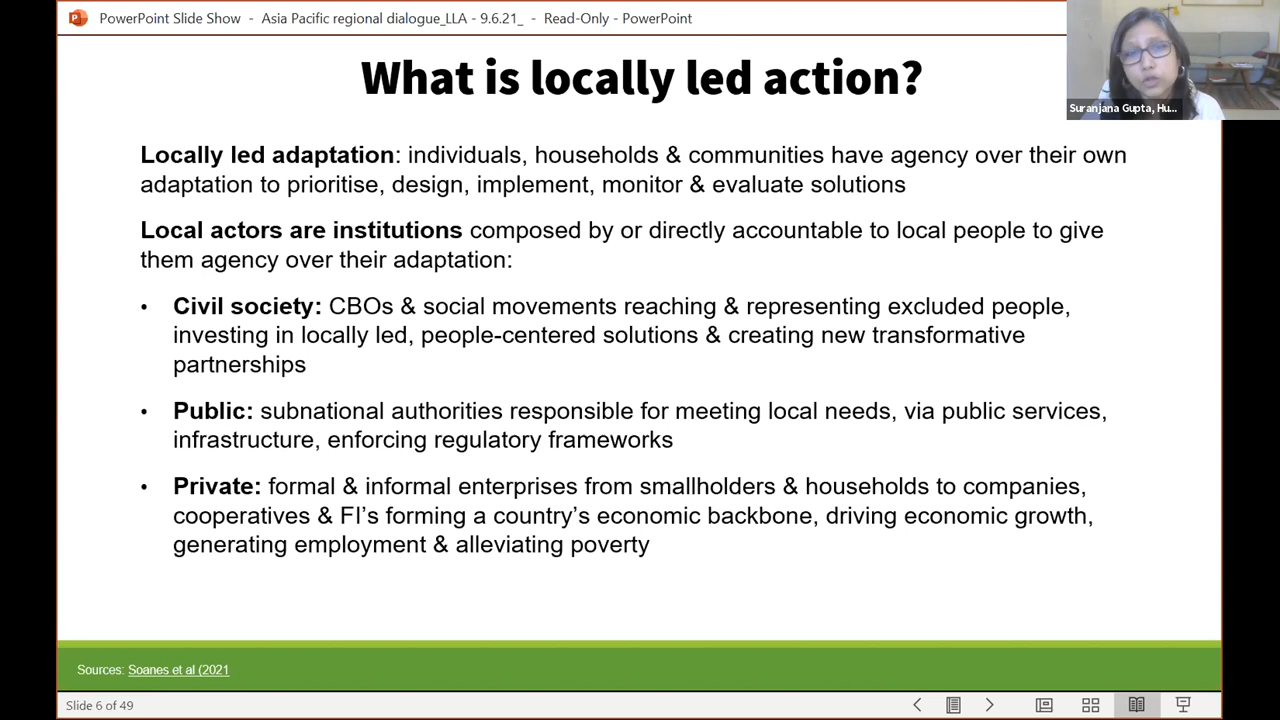 PowerPoint Slide Show - Asia Pacific regional dialogue_LLA - 9.6.21_ - Read-Only - PowerPoint
Suranjana Gupta, Hu...
What is locally led action?
Locally led adaptation: individuals, households & communities have agency over their own
adaptation to prioritise, design, implement, monitor & evaluate solutions
Local actors are institutions composed by or directly accountable to local people to give
them agency over their adaptation:
• Civil society: CBOs & social movements reaching & representing excluded people,
investing in locally led, people-centered solutions & creating new transformative
partnerships
• Public: subnational authorities responsible for meeting local needs, via public services,
infrastructure, enforcing regulatory frameworks
• Private: formal & informal enterprises from smallholders & households to companies,
cooperatives & FI’s forming a country’s economic backbone, driving economic growth,
generating employment & alleviating poverty
Sources: Soanes et al (2021
Slide 6 of 49